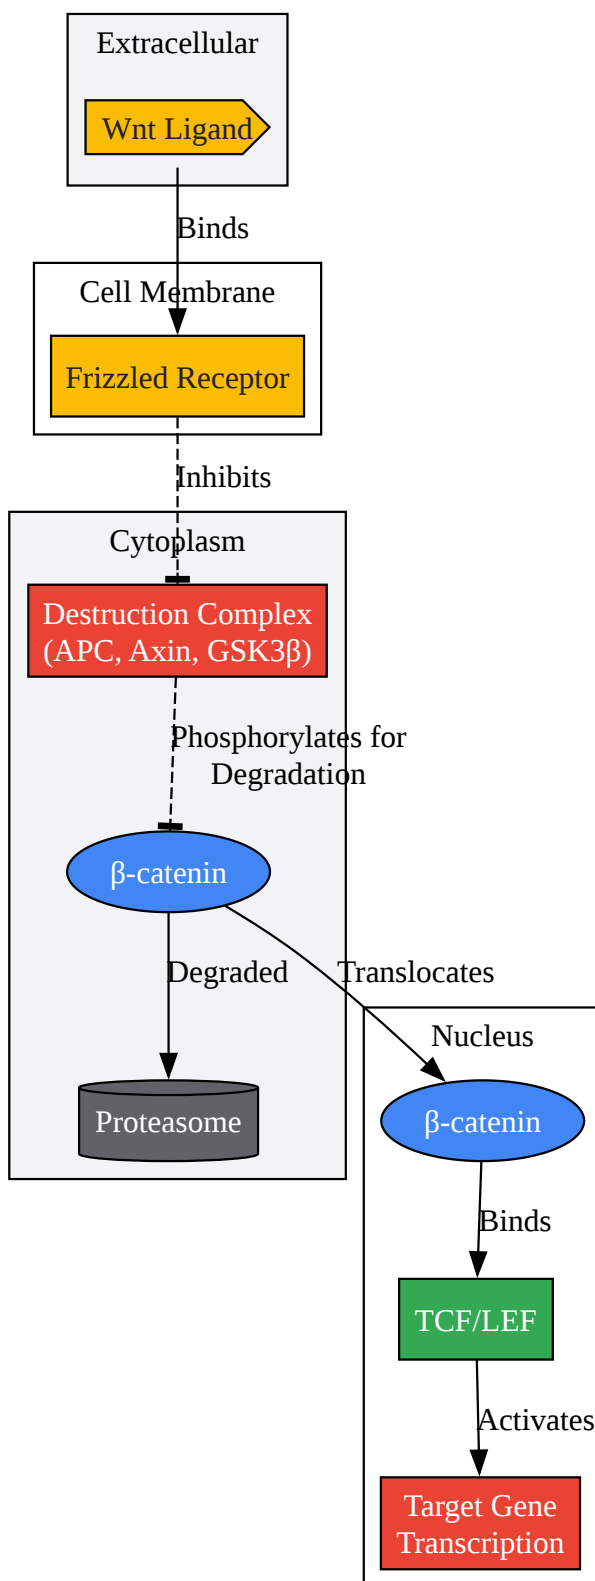 Extracellular
Wnt Ligand
Binds
Cell Membrane
Frizzled Receptor
Inhibits
Cytoplasm
Destruction Complex
(APC, Axin, GSK3β)
Phosphorylates for
Degradation
β-catenin
Degraded
Translocates
Nucleus
Proteasome
β-catenin
Binds
TCF/LEF
Activates
Target Gene
Transcription